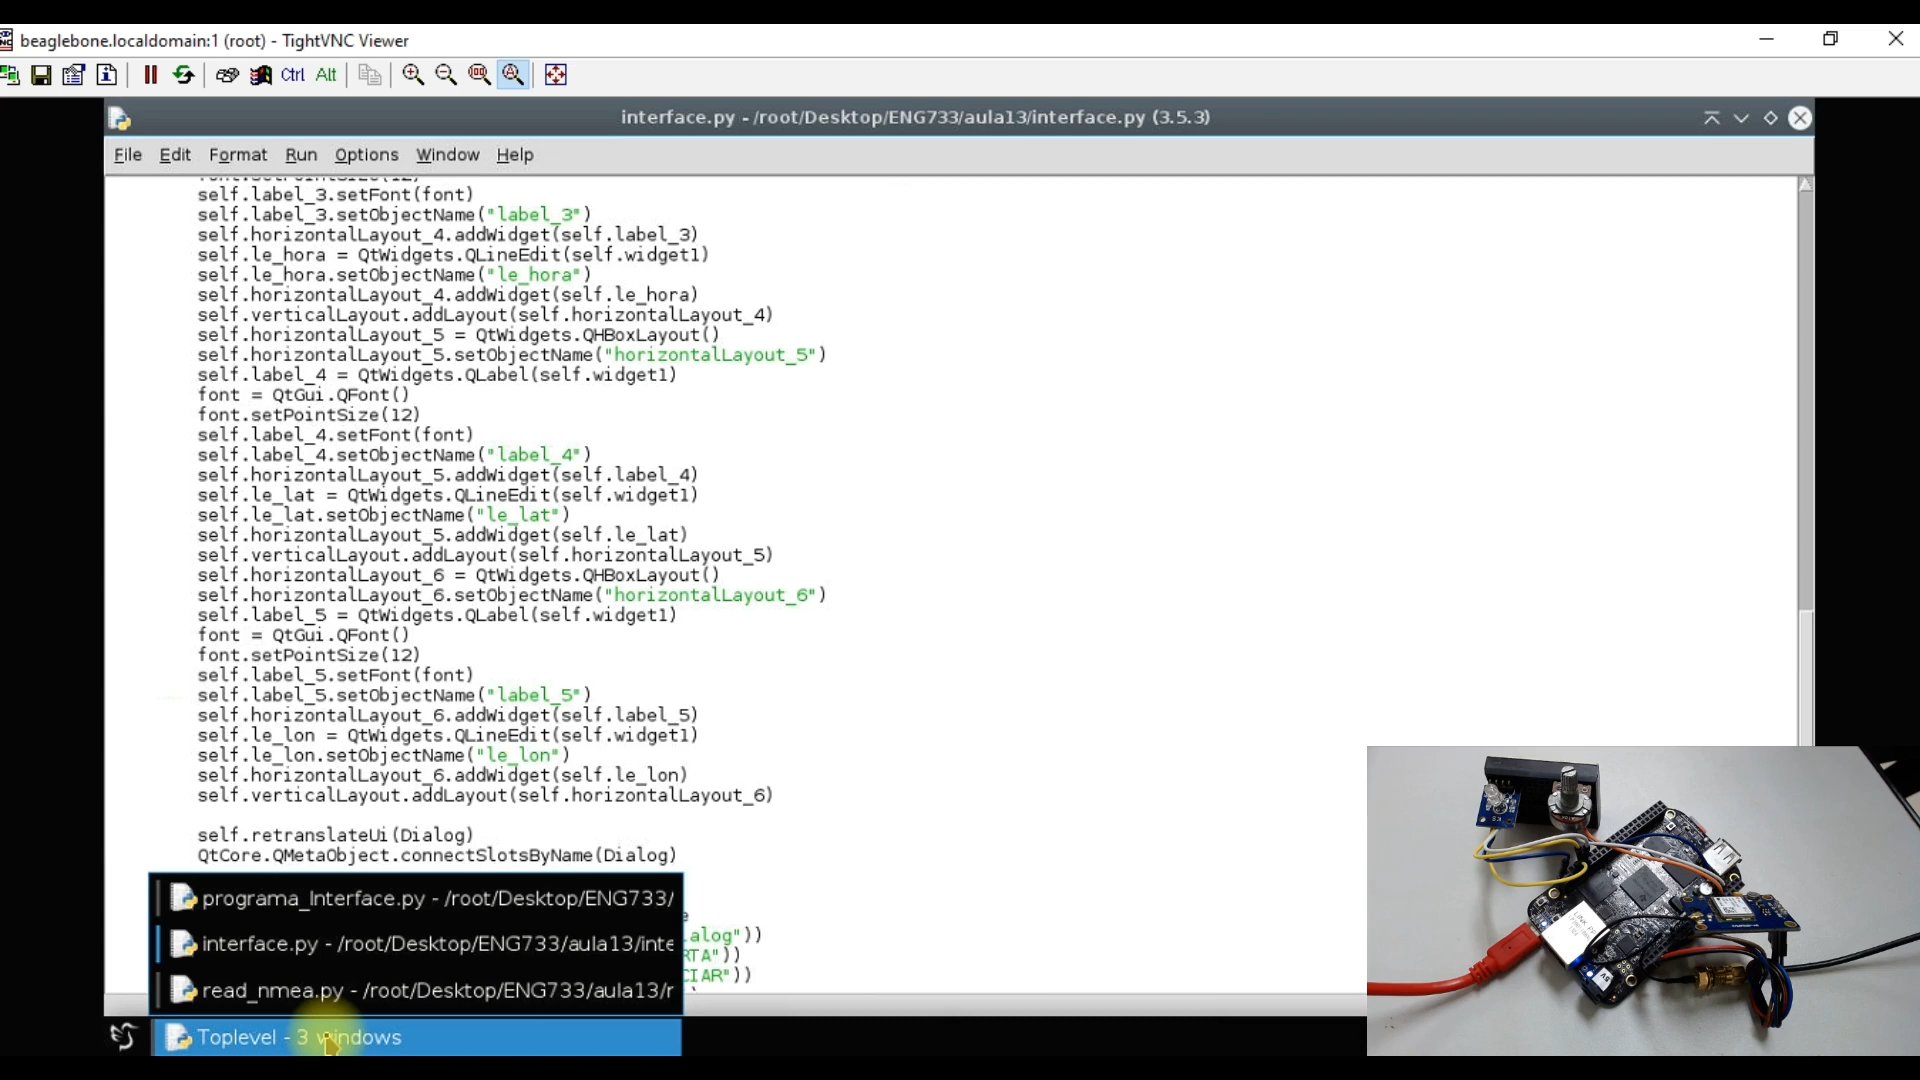 beaglebone.localdomain:1 (root) - TightVNC Viewer
Ctrl Alt
interface.py - /root/Desktop/ENG733/aula13/interface.py (3.5.3)
File Edit Format Run Options Window Help
font.setPointSize(12)
self.label_3.setFont(font)
self.label_3.setObjectName("label_3")
self.horizontalLayout_4.addWidget(self.label_3)
self.le_hora = QtWidgets.QLineEdit(self.widget1)
self.le_hora.setObjectName("le_hora")
self.horizontalLayout_4.addWidget(self.le_hora)
self.verticalLayout.addLayout(self.horizontalLayout_4)
self.horizontalLayout_5 = QtWidgets.QHBoxLayout()
self.horizontalLayout_5.setObjectName("horizontalLayout_5")
self.label_4 = QtWidgets.QLabel(self.widget1)
font = QtGui.QFont()
font.setPointSize(12)
self.label_4.setFont(font)
self.label_4.setObjectName("label_4")
self.horizontalLayout_5.addWidget(self.label_4)
self.le_lat = QtWidgets.QLineEdit(self.widget1)
self.le_lat.setObjectName("le_lat")
self.horizontalLayout_5.addWidget(self.le_lat)
self.verticalLayout.addLayout(self.horizontalLayout_5)
self.horizontalLayout_6 = QtWidgets.QHBoxLayout()
self.horizontalLayout_6.setObjectName("horizontalLayout_6")
self.label_5 = QtWidgets.QLabel(self.widget1)
font = QtGui.QFont()
font.setPointSize(12)
self.label_5.setFont(font)
self.label_5.setObjectName("label_5")
self.horizontalLayout_6.addWidget(self.label_5)
self.le_lon = QtWidgets.QLineEdit(self.widget1)
self.le_lon.setObjectName("le_lon")
self.horizontalLayout_6.addWidget(self.le_lon)
self.verticalLayout.addLayout(self.horizontalLayout_6)
self.retranslateUi(Dialog)
QtCore.QMetaObject.connectSlotsByName(Dialog)
programa_Interface.py - /root/Desktop/ENG733/
e
alog"))
interface.py - /root/Desktop/ENG733/aula13/inte
RTA"))
CIAR"))
read_nmea.py - /root/Desktop/ENG733/aula13/r
Toplevel - 3 windows